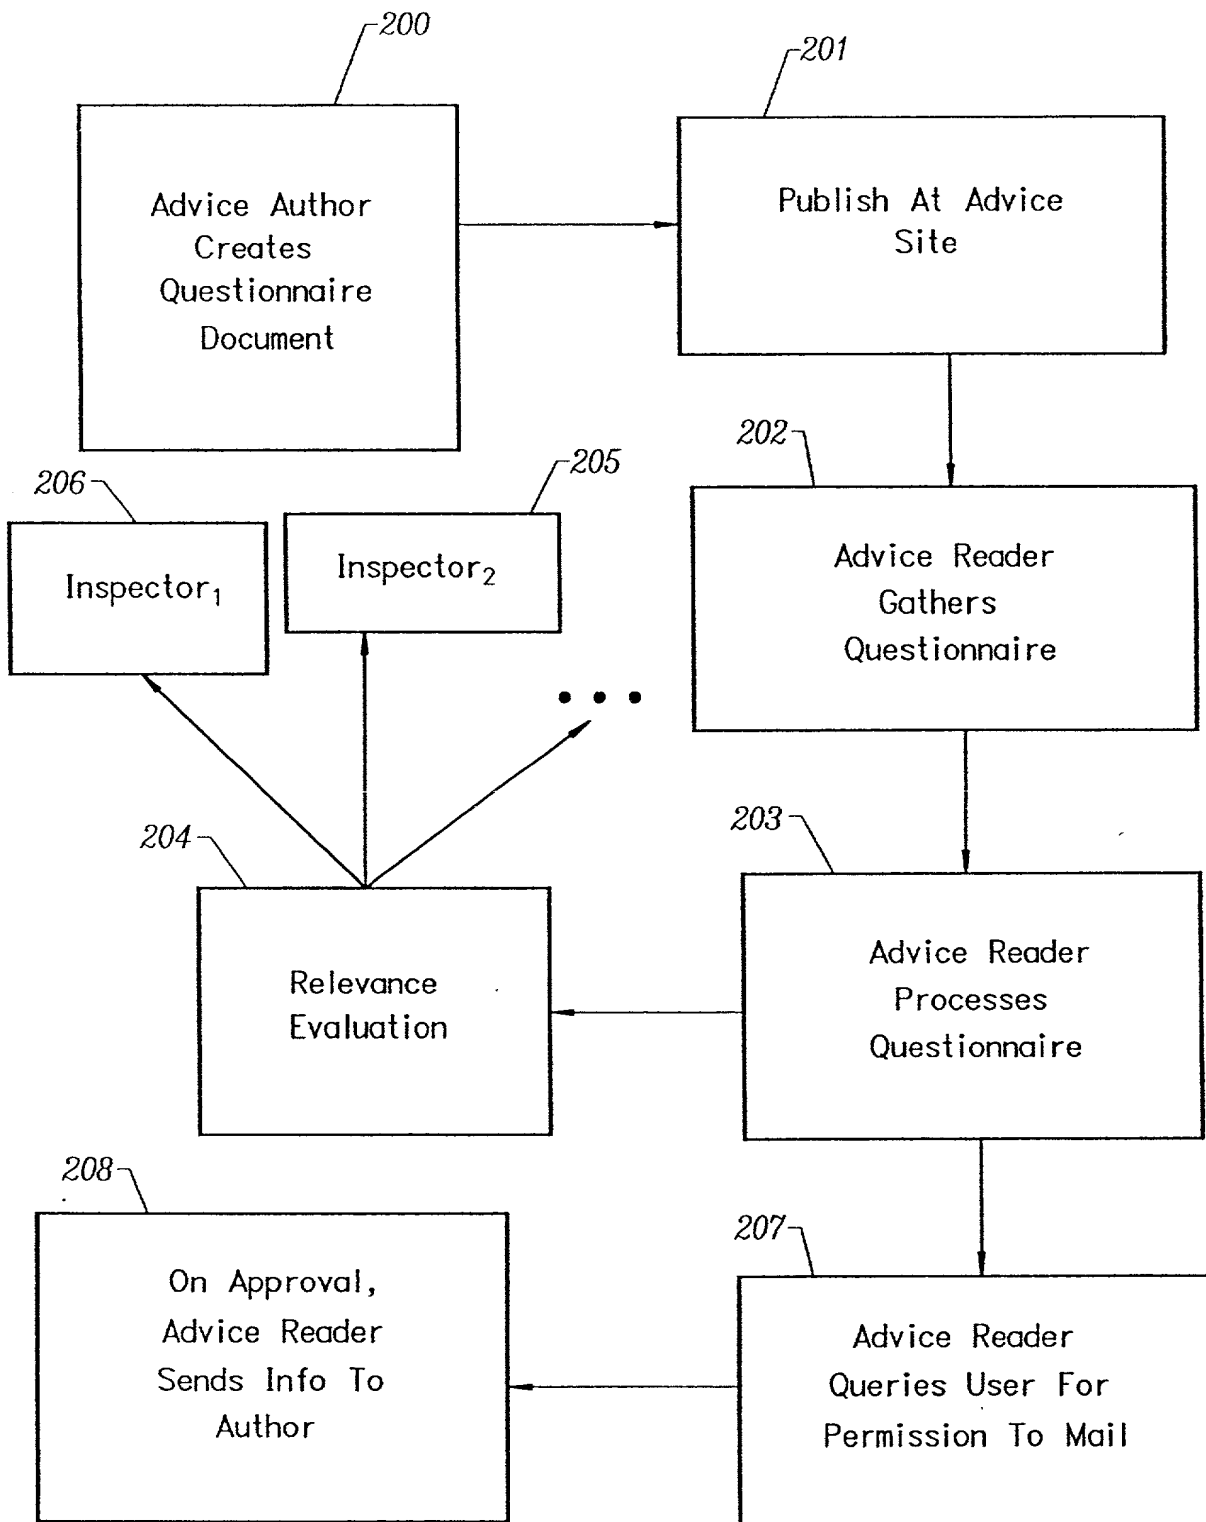 200
Advice Author
Creates
Questionnaire
Document
201
Publish At Advice
Site
202
Advice Reader
Gathers
Questionnaire
206
Inspector₁
205
Inspector₂
• • •
203
Advice Reader
Processes
Questionnaire
204
Relevance
Evaluation
207
Advice Reader
Queries User For
Permission To Mail
208
On Approval,
Advice Reader
Sends Info To
Author